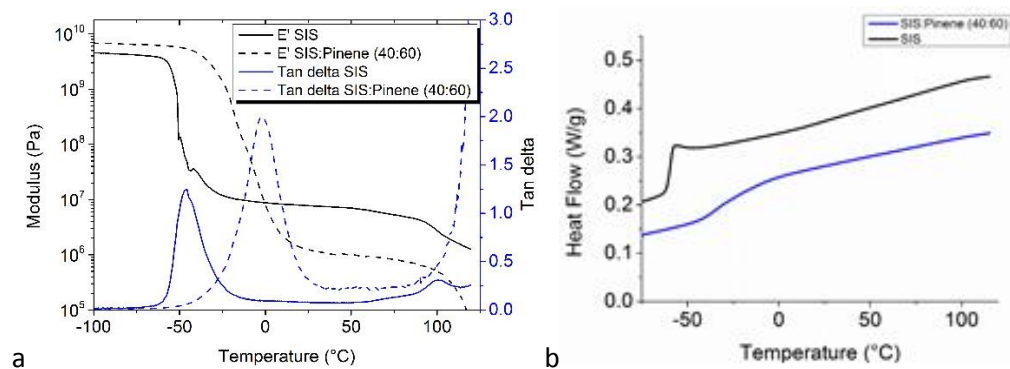 E' SIS
E' SIS:Pinene (40:60)
Tan delta SIS
Tan delta SIS:Pinene (40:60)
Modulus (Pa)
10^10
10^9
10^8
10^7
10^6
10^5
-100 -50 0 50 100
Temperature (°C)
3.0
2.5
2.0
1.5
1.0
0.5
0.0
Tan delta
a
SIS:Pinene (40:60)
SIS
Heat Flow (W/g)
0.5
0.4
0.3
0.2
0.1
0.0
-50 0 50 100
Temperature (°C)
b